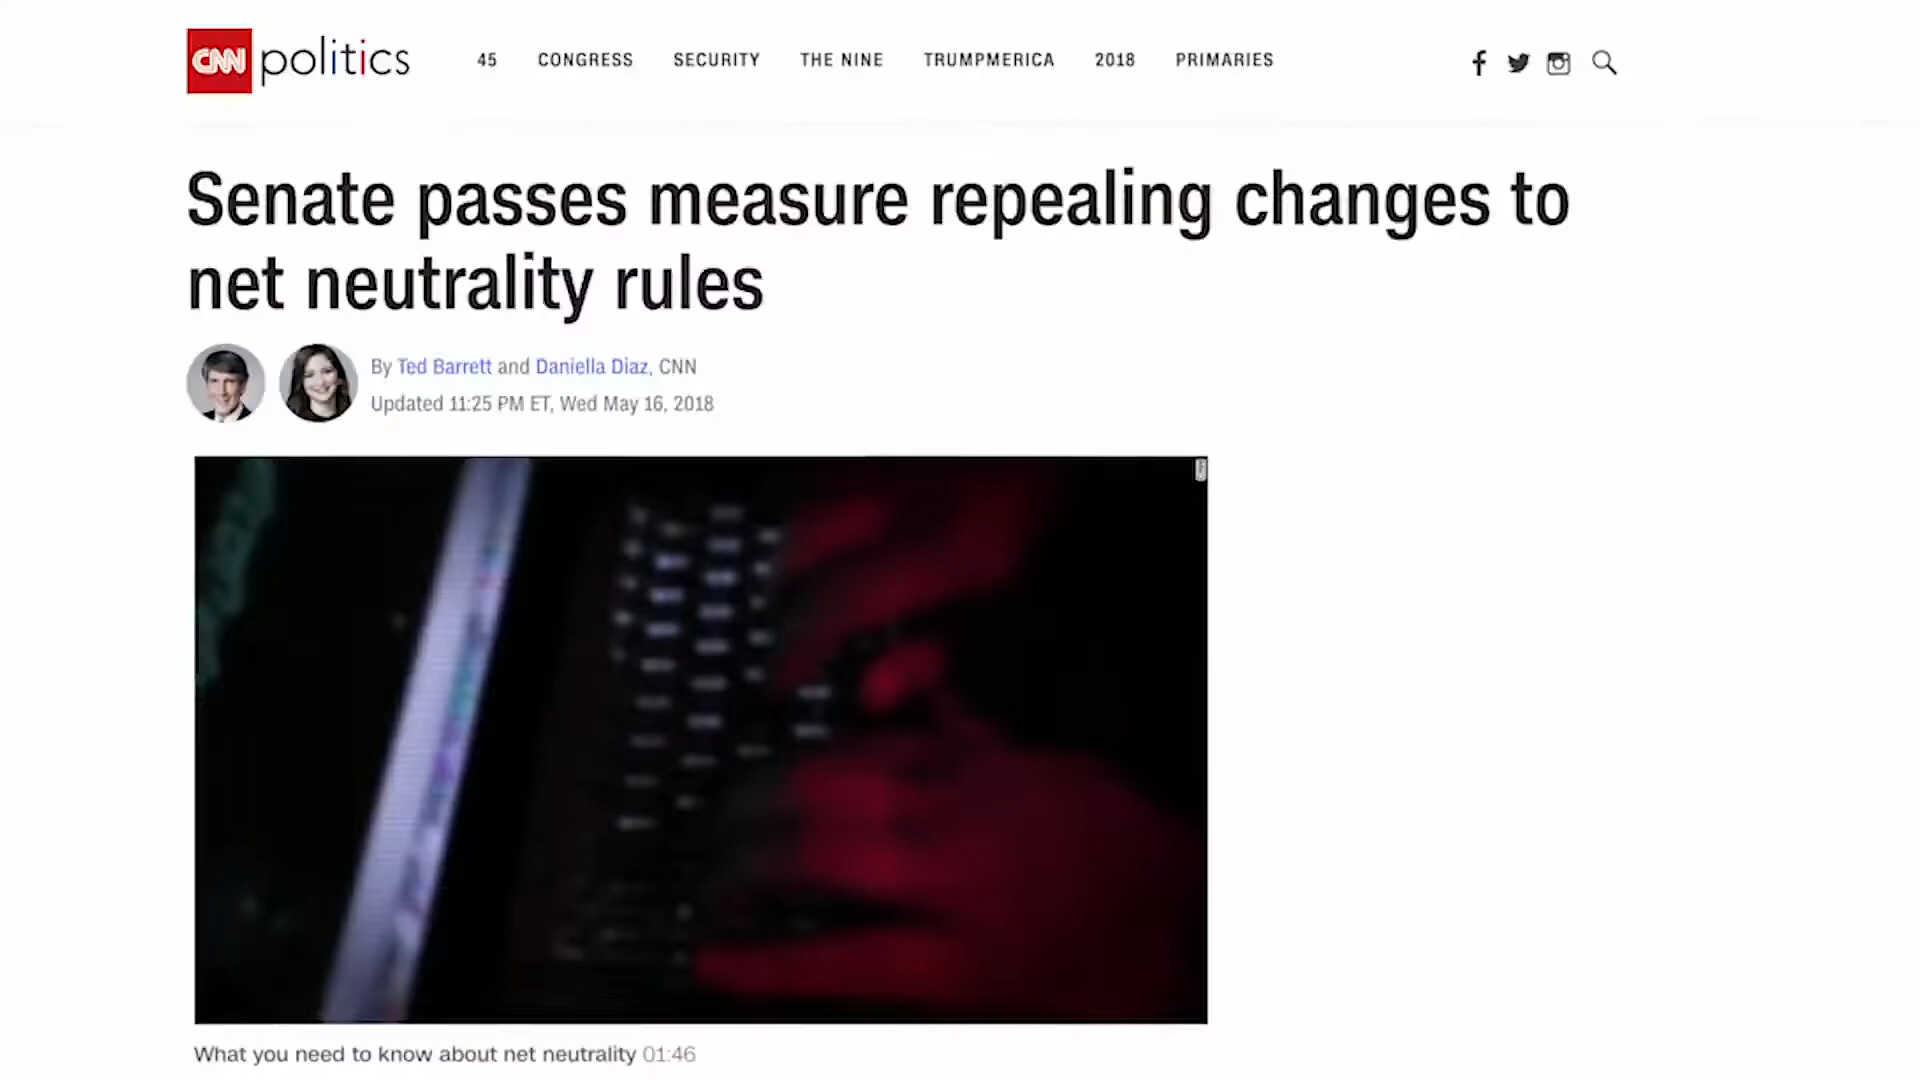 CNN politics 45 CONGRESS SECURITY THE NINE TRUMPMERICA 2018 PRIMARIES
Senate passes measure repealing changes to
net neutrality rules
By Ted Barrett and Daniella Diaz, CNN
Updated 11:25 PM ET, Wed May 16, 2018
What you need to know about net neutrality 01:46